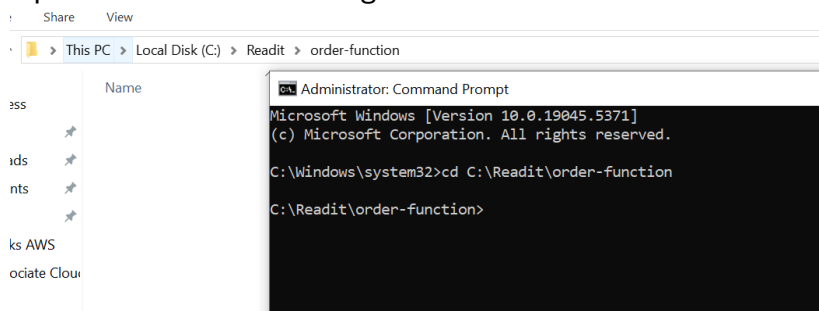 Share View
This PC > Local Disk (C:) > Readit > order-function
Name
ess
ads
nts
ks AWS
ociate Clou
Administrator: Command Prompt
Microsoft Windows [Version 10.0.19045.5371]
(c) Microsoft Corporation. All rights reserved.
C:\Windows\system32>cd C:\Readit\order-function
C:\Readit\order-function>